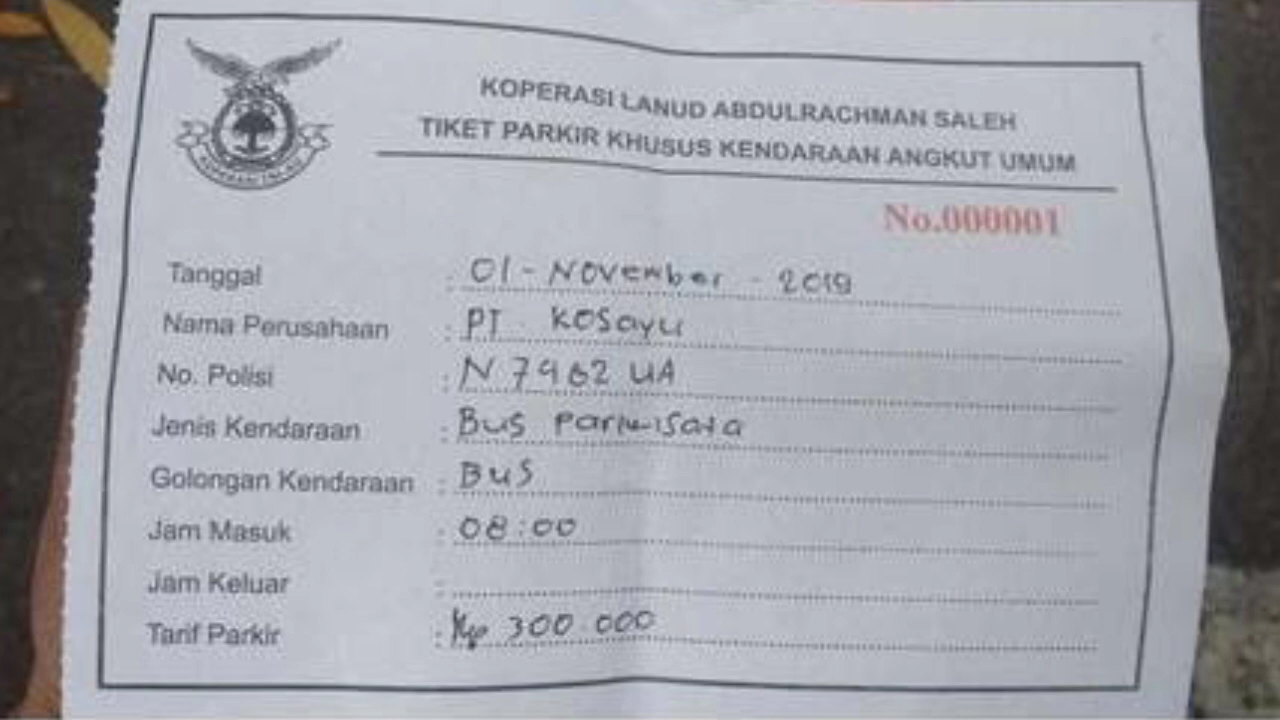 KOPERASI LANUD ABDULRACHMAN SALEH
TIKET PARKIR KHUSUS KENDARAAN ANGKUT UMUM
No.000001
Tanggal : 01 - November - 2019
Nama Perusahaan : PT Kosayu
No. Polisi : N 7962 UA
Jenis Kendaraan : Bus Pariwisata
Golongan Kendaraan : Bus
Jam Masuk : 08:00
Jam Keluar :
Tarif Parkir : Rp 300.000